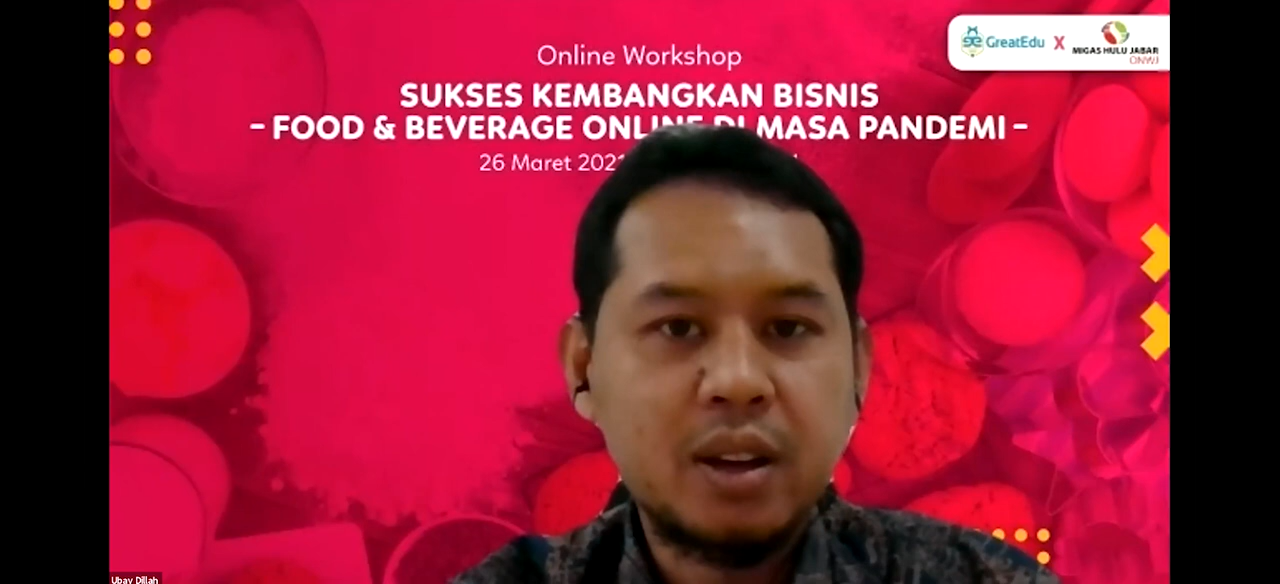 GreatEdu X MIGAS HULU JABAR
ONWJ
Online Workshop
SUKSES KEMBANGKAN BISNIS
- FOOD & BEVERAGE ONLINE DI MASA PANDEMI -
26 Maret 2021
Ubay Dillah